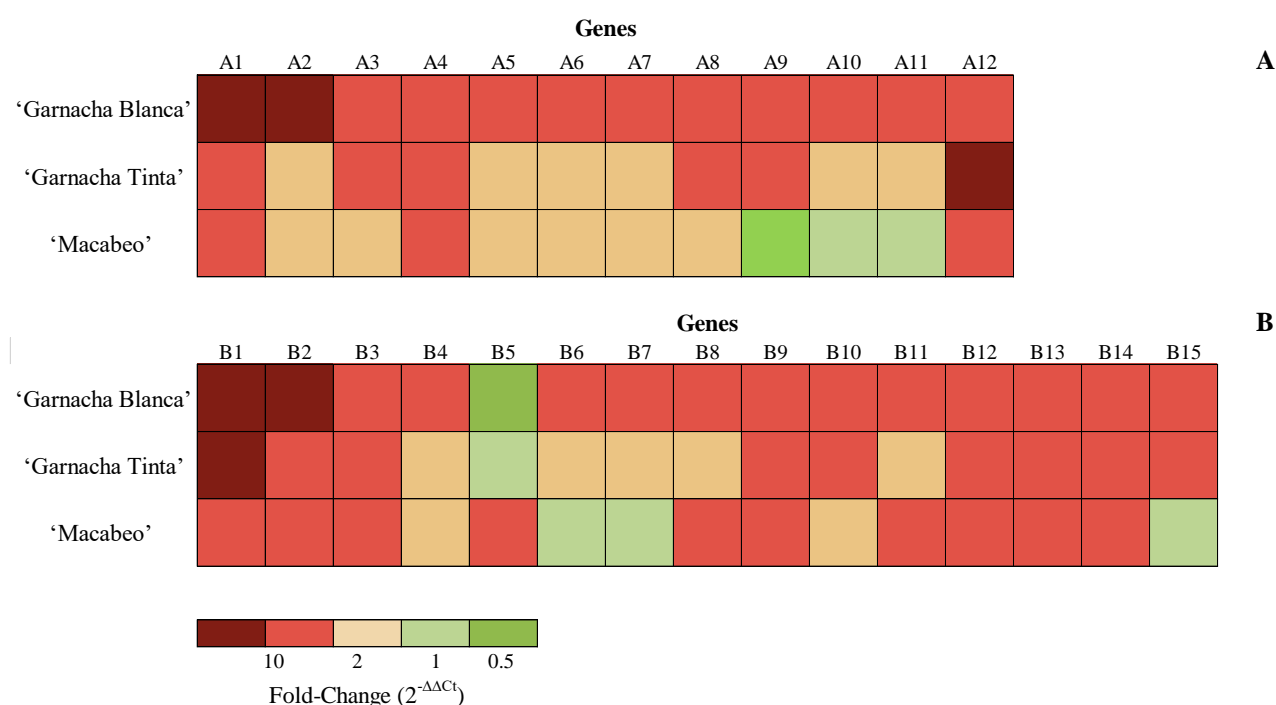 Genes
A
A1 A2 A3 A4 A5 A6 A7 A8 A9 A10 A11 A12
‘Garnacha Blanca’
‘Garnacha Tinta’
‘Macabeo’
Genes
B
B1 B2 B3 B4 B5 B6 B7 B8 B9 B10 B11 B12 B13 B14 B15
‘Garnacha Blanca’
‘Garnacha Tinta’
‘Macabeo’
10 2 1 0.5
Fold-Change (2^-ΔΔCt)